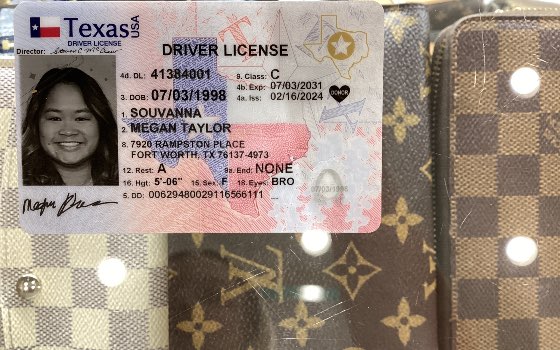 Texas USA
DRIVER LICENSE
Director:
DRIVER LICENSE
4d. DL: 41384001 9. Class: C
4b. Exp: 07/03/2031
3. DOB: 07/03/1998 4a. Iss: 02/16/2024
DONOR
1. SOUVANNA
2. MEGAN TAYLOR
8. 7920 RAMPSTON PLACE
FORT WORTH, TX 76137-4973
12. Rest: A 9a. End: NONE
16. Hgt: 5'-06" 15. Sex: F 18. Eyes: BRO
07/03/1998
5. DD: 00629480029116566111